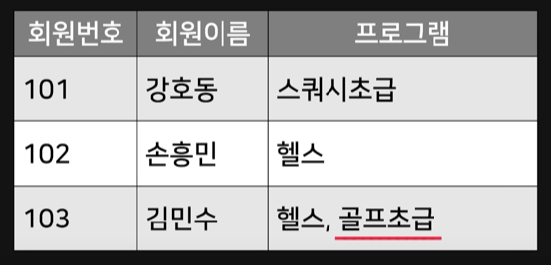 회원번호 회원이름 프로그램
101 강호동 스쿼시초급
102 손흥민 헬스
103 김민수 헬스, 골프초급